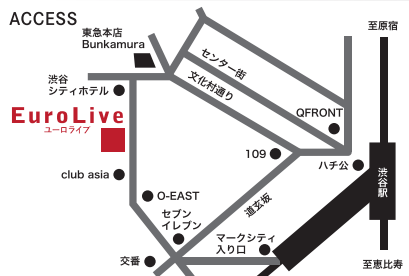 ACCESS
東急本店
Bunkamura
至原宿
センター街
文化村通り
渋谷
シティホテル
EuroLive
ユーロライブ
QFRONT
109
ハチ公
渋谷駅
club asia
O-EAST
道玄坂
セブン
イレブン
マークシティ
入り口
交番
至恵比寿